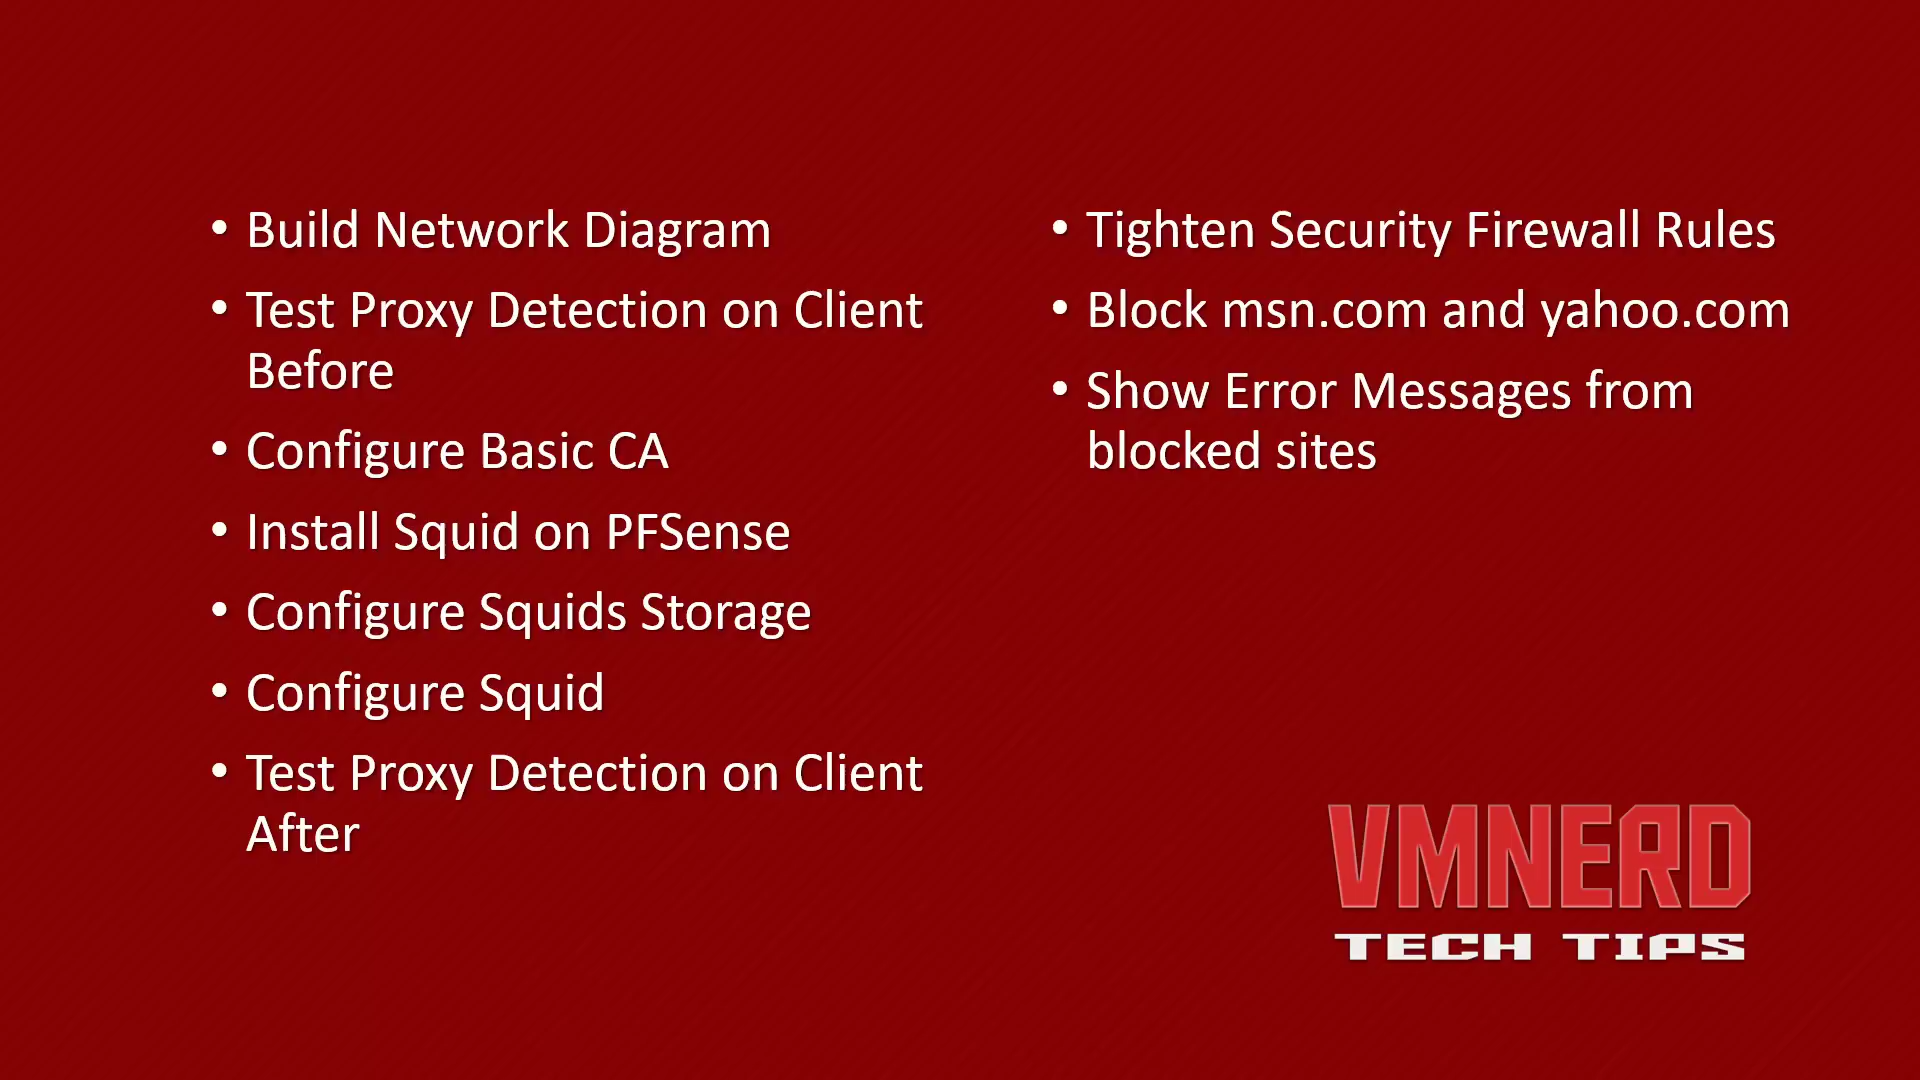 • Build Network Diagram
• Test Proxy Detection on Client
Before
• Configure Basic CA
• Install Squid on PFSense
• Configure Squids Storage
• Configure Squid
• Test Proxy Detection on Client
After
• Tighten Security Firewall Rules
• Block msn.com and yahoo.com
• Show Error Messages from
blocked sites
VMNERD
TECH TIPS